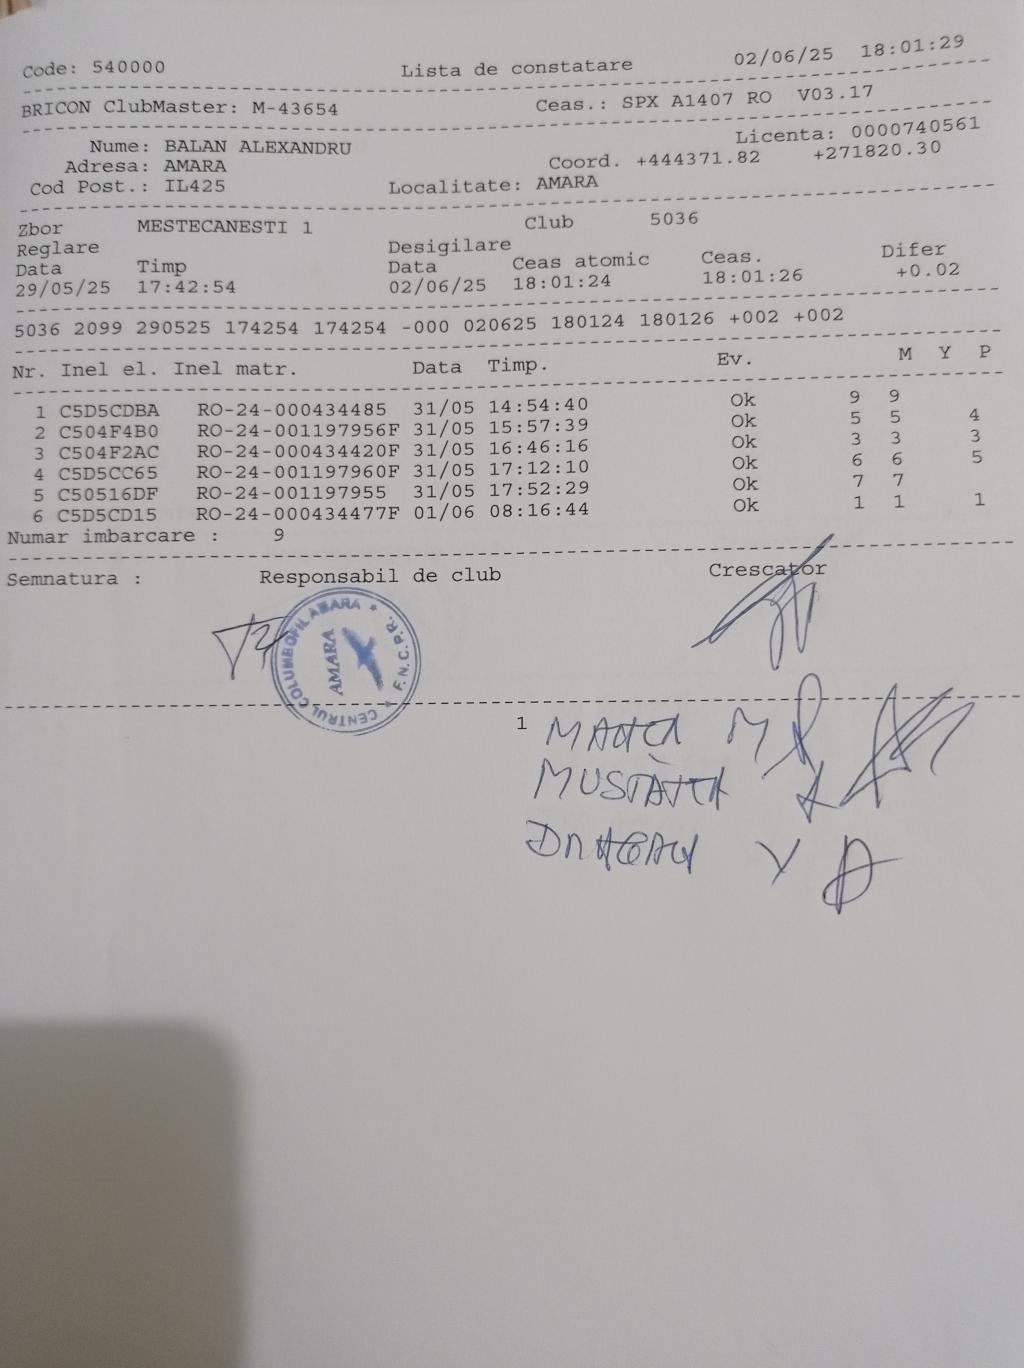 Code: 540000 Lista de constatare 02/06/25 18:01:29
BRICON ClubMaster: M-43654 Ceas.: SPX A1407 RO V03.17
Nume: BALAN ALEXANDRU Licenta: 0000740561
Adresa: AMARA Coord. +444371.82 +271820.30
Cod Post.: IL425 Localitate: AMARA
Zbor MESTECANESTI 1 Club 5036
Reglare Desigilare
Data Timp Data Ceas atomic Ceas. Difer
29/05/25 17:42:54 02/06/25 18:01:24 18:01:26 +0.02
5036 2099 290525 174254 174254 -000 020625 180124 180126 +002 +002
Nr. Inel el. Inel matr. Data Timp. Ev. M Y P
1 C5D5CDBA RO-24-000434485 31/05 14:54:40 Ok 9 9
2 C504F4B0 RO-24-001197956F 31/05 15:57:39 Ok 5 5 4
3 C504F2AC RO-24-000434420F 31/05 16:46:16 Ok 3 3 3
4 C5D5CC65 RO-24-001197960F 31/05 17:12:10 Ok 6 6 5
5 C50516DF RO-24-001197955 31/05 17:52:29 Ok 7 7
6 C5D5CD15 RO-24-000434477F 01/06 08:16:44 Ok 1 1 1
Numar imbarcare : 9
Semnatura : Responsabil de club Crescator
CENTRUL COLUMBOFIL AMARA * F.N.C.P.R. *
AMARA
1